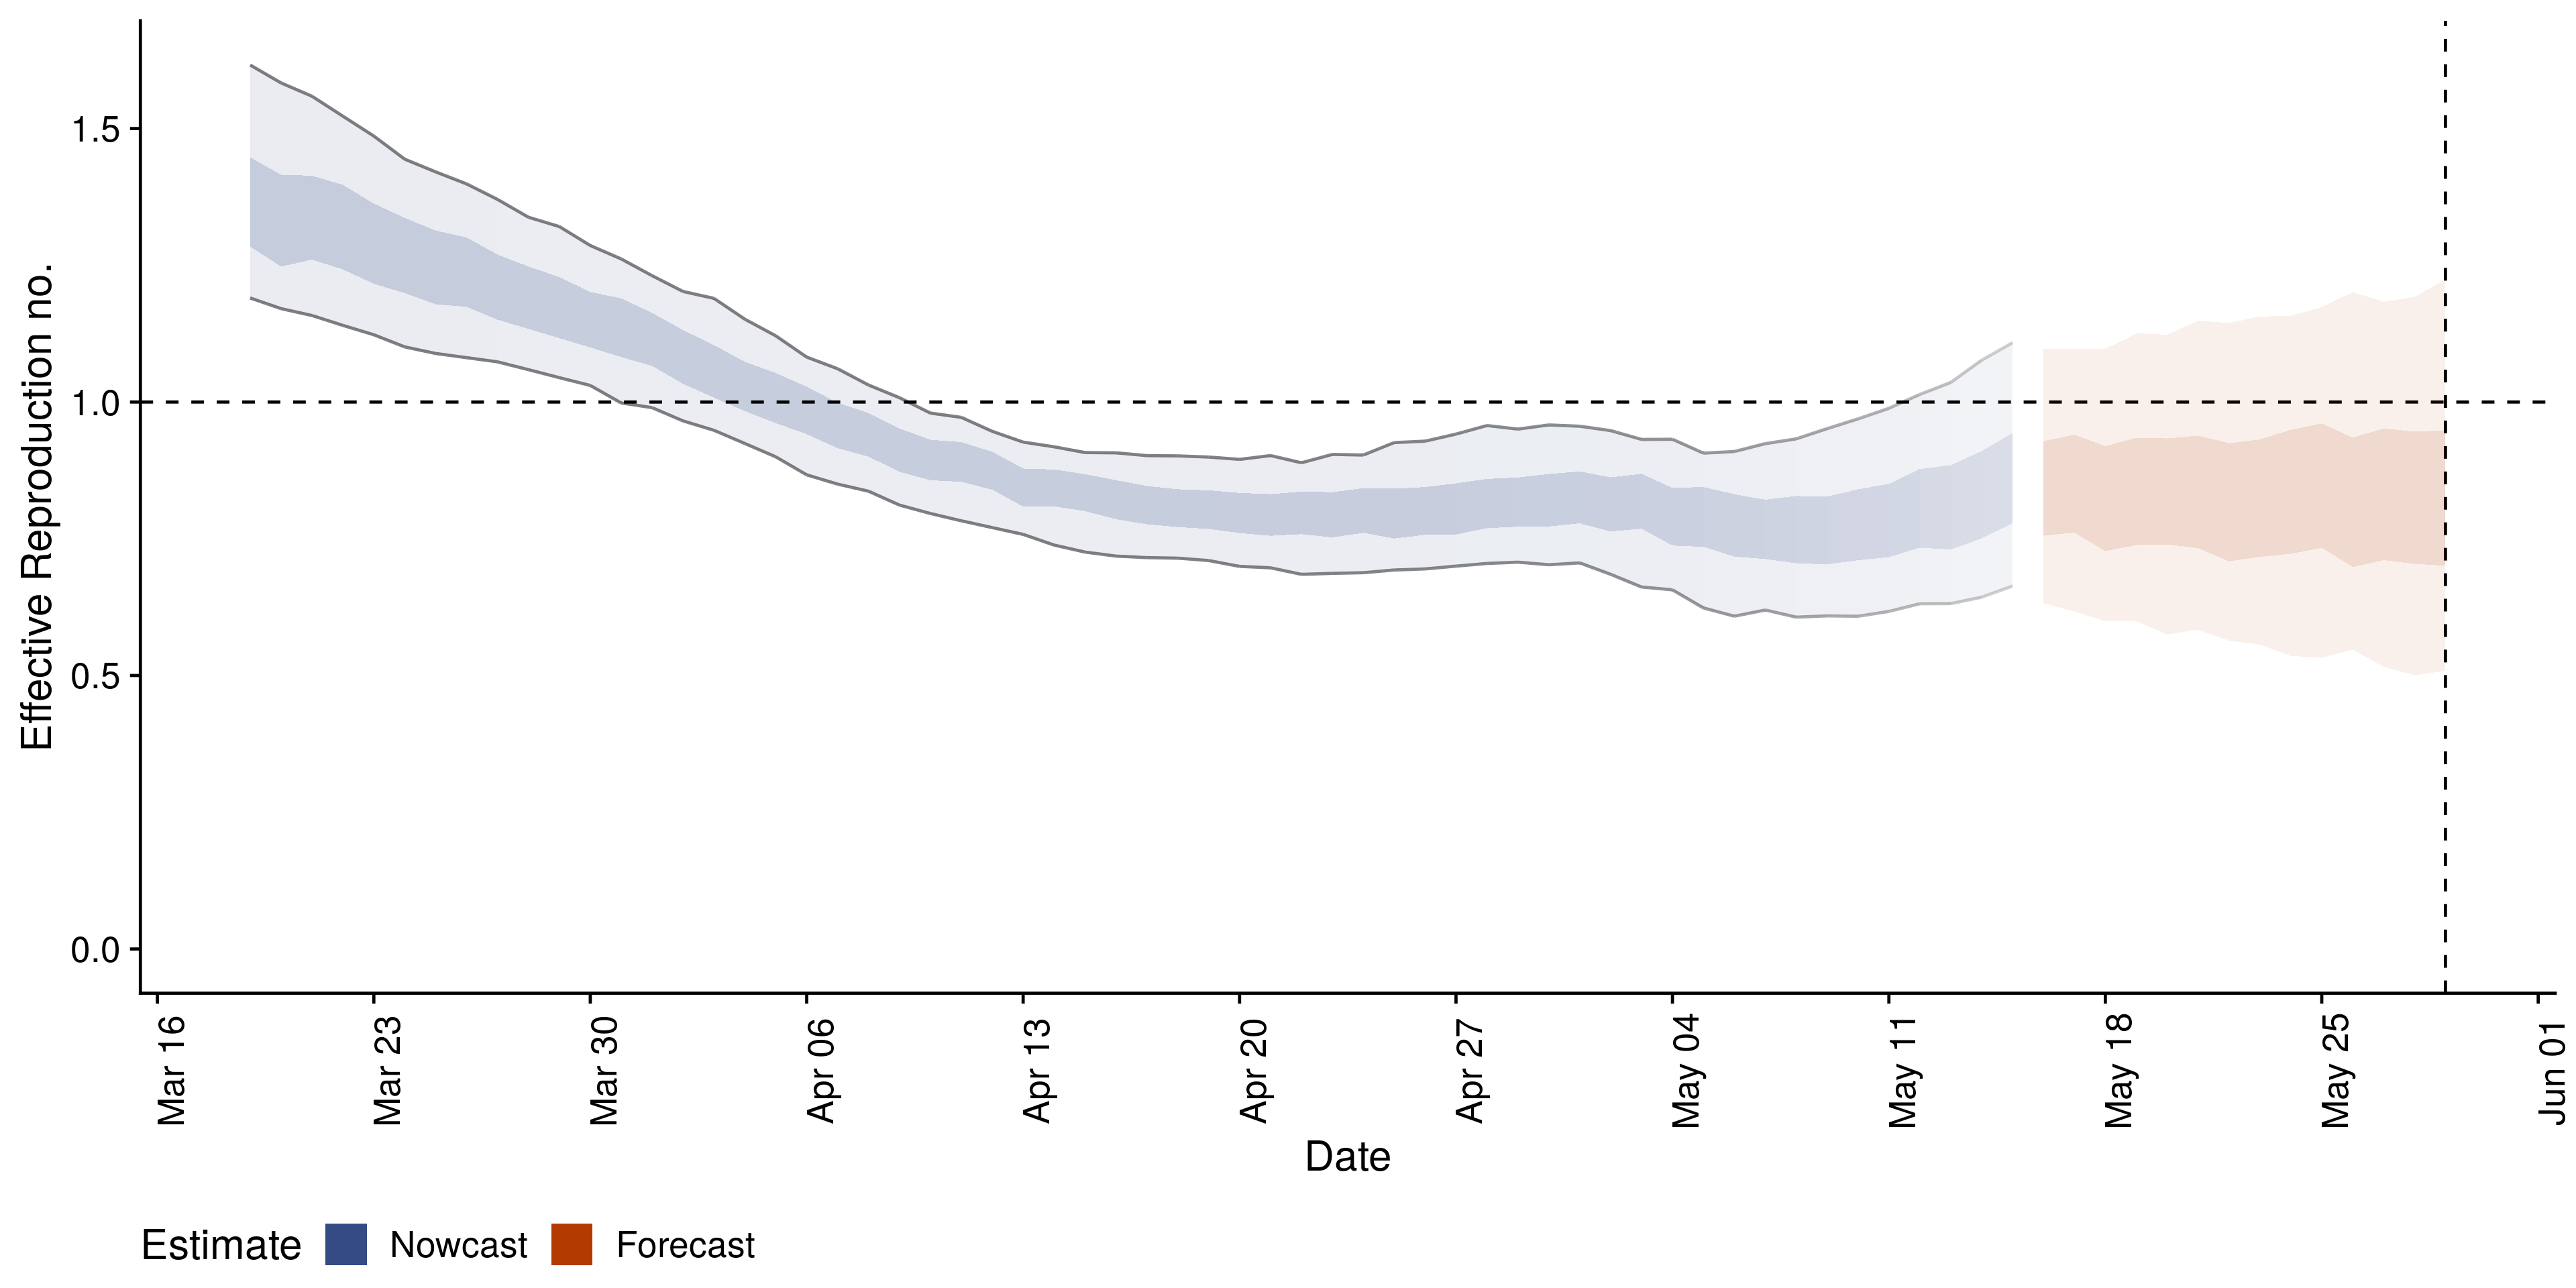 Effective Reproduction no.
1.5
1.0
0.5
0.0
Mar 16
Mar 23
Mar 30
Apr 06
Apr 13
Apr 20
Apr 27
May 04
May 11
May 18
May 25
Jun 01
Date
Estimate Nowcast Forecast